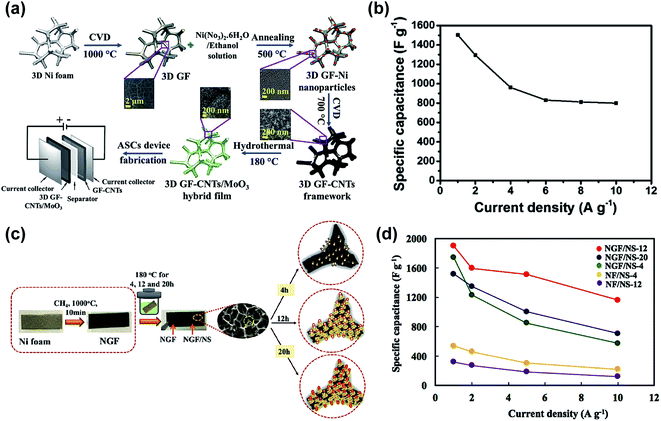 (a)
3D Ni foam
CVD
1000 °C
3D GF
+
Ni(No₃)₂.6H₂O
/Ethanol
solution
Annealing
500 °C
3D GF-Ni
nanoparticles
2 μm
200 nm
CVD
700 °C
200 nm
200 nm
3D GF-CNTs
framework
Hydrothermal
180 °C
3D GF-CNTs/MoO₃
hybrid film
ASCs device
fabrication
+ -
Current collector
GF-CNTs
Separator
3D GF-
CNTs/MoO₃
Current collector
(b)
Specific capacitance (F g⁻¹)
1600
1400
1200
1000
800
600
400
200
0
0 2 4 6 8 10 12
Current density (A g⁻¹)
(c)
Ni foam
CH₄, 1000°C,
10min
NGF
180 °C for
4, 12 and 20h
NGF
NGF/NS
4h
12h
20h
(d)
Specific capacitance (F g⁻¹)
2000
1600
1200
800
400
0
0 2 4 6 8 10
Current density (A g⁻¹)
NGF/NS-12
NGF/NS-20
NGF/NS-4
NF/NS-4
NF/NS-12